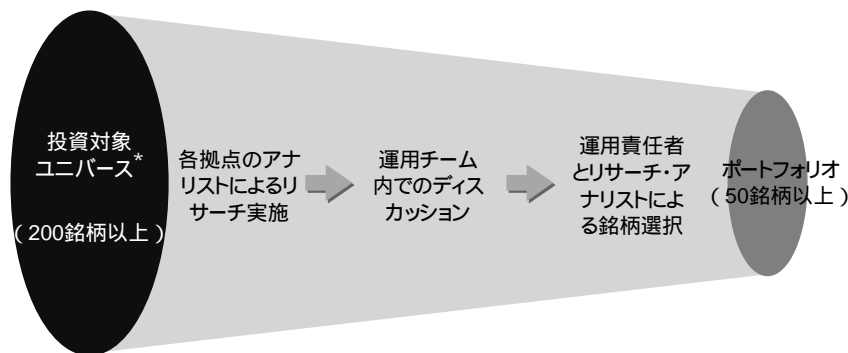 投資対象
ユニバース*
（200銘柄以上）
各拠点のアナ
リストによるリ
サーチ実施
運用チーム
内でのディス
カッション
運用責任者
とリサーチ・ア
ナリストによ
る銘柄選択
ポートフォリオ
（50銘柄以上）